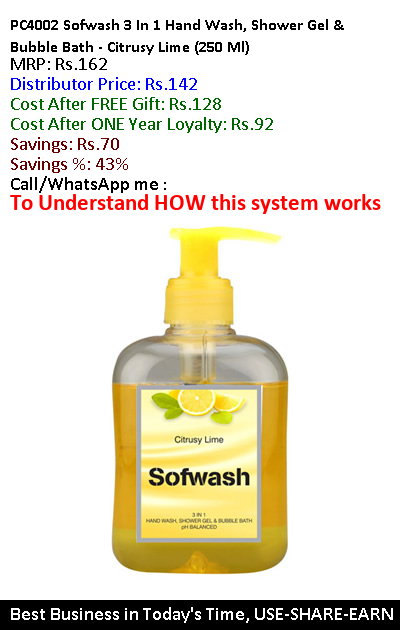 PC4002 Sofwash 3 In 1 Hand Wash, Shower Gel &
Bubble Bath - Citrusy Lime (250 Ml)
MRP: Rs.162
Distributor Price: Rs.142
Cost After FREE Gift: Rs.128
Cost After ONE Year Loyalty: Rs.92
Savings: Rs.70
Savings %: 43%
Call/WhatsApp me :
To Understand HOW this system works
Citrusy Lime
Sofwash
3 IN 1
HAND WASH, SHOWER GEL & BUBBLE BATH
pH BALANCED
Best Business in Today's Time, USE-SHARE-EARN